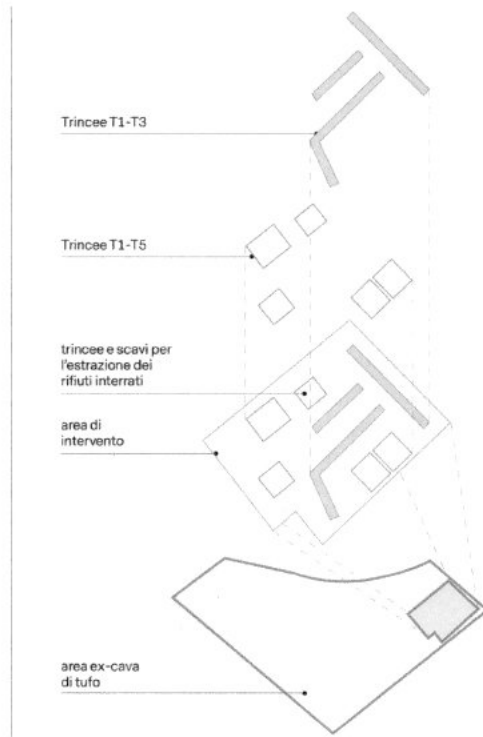 Trincee T1-T3
Trincee T1-T5
trincee e scavi per
l'estrazione dei
rifiuti interrati
area di
intervento
area ex-cava
di tufo